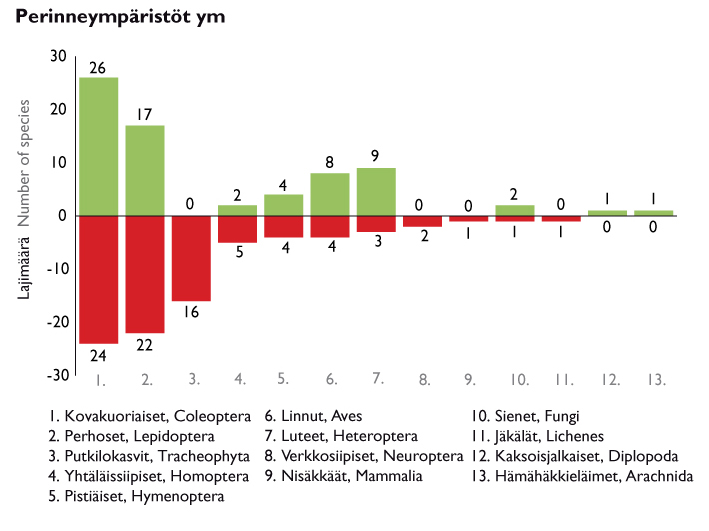 Perinneympäristöt ym
Lajimäärä Number of species
30
20
10
0
-10
-20
-30
26 17 0 2 4 8 9 0 0 2 0 1 1
24 22 16 5 4 4 3 2 1 1 1 0 0
1. 2. 3. 4. 5. 6. 7. 8. 9. 10. 11. 12. 13.
1. Kovakuoriaiset, Coleoptera
2. Perhoset, Lepidoptera
3. Putkilokasvit, Tracheophyta
4. Yhtäläissiipiset, Homoptera
5. Pistiäiset, Hymenoptera
6. Linnut, Aves
7. Luteet, Heteroptera
8. Verkkosiipiset, Neuroptera
9. Nisäkkäät, Mammalia
10. Sienet, Fungi
11. Jäkälät, Lichenes
12. Kaksoisjalkaiset, Diplopoda
13. Hämähäkkieläimet, Arachnida